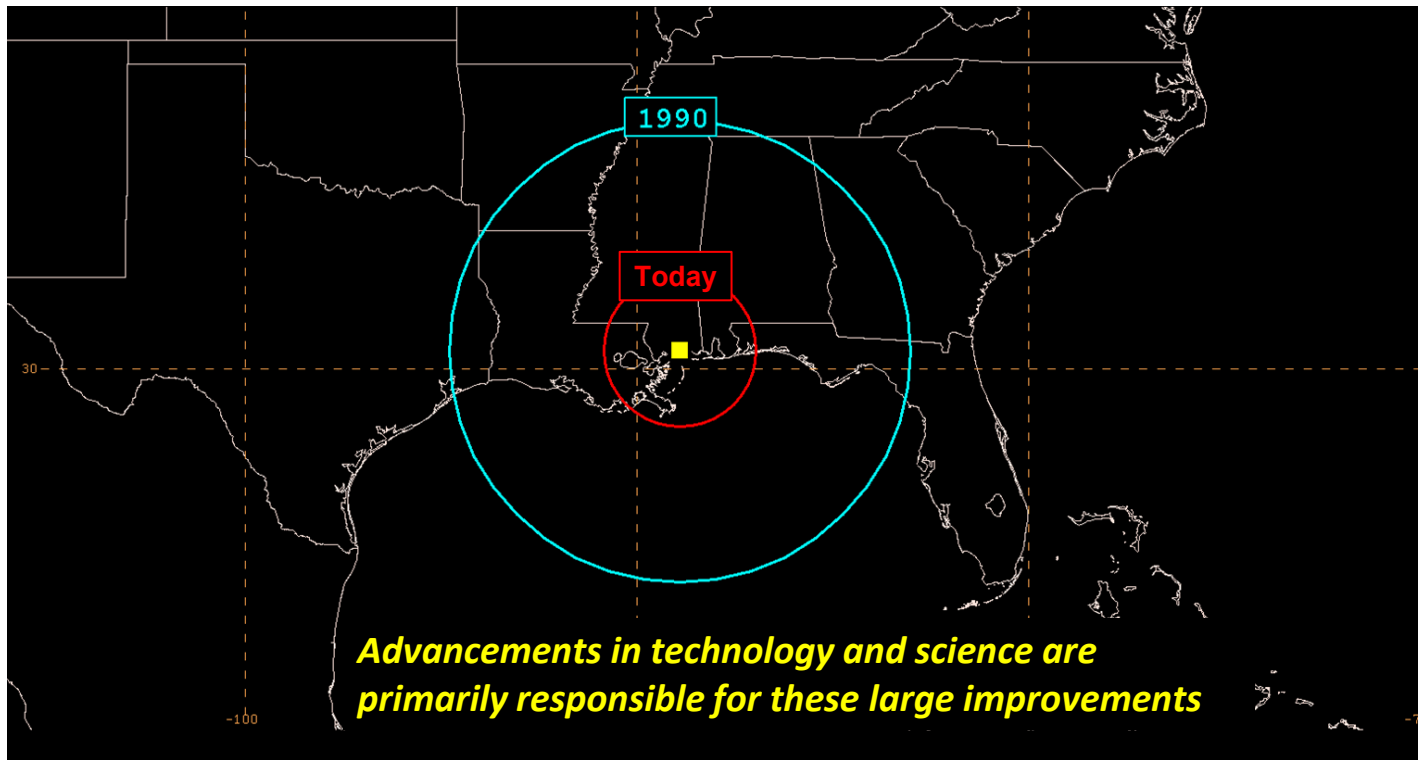 1990
Today
30
Advancements in technology and science are
primarily responsible for these large improvements
-100